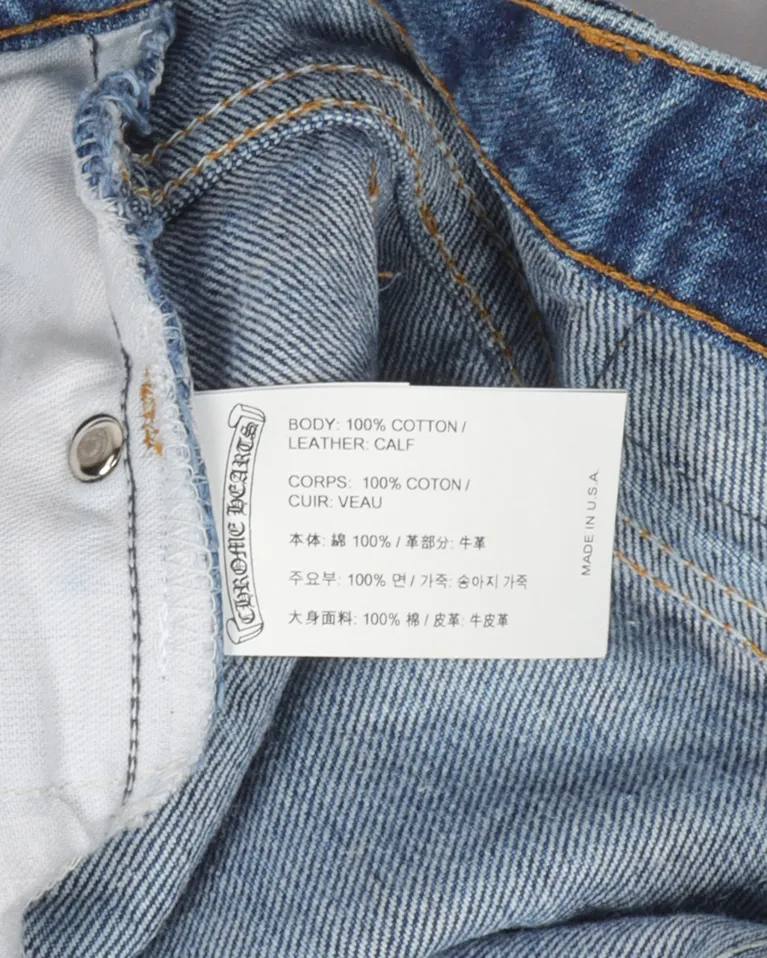 CHROME HEARTS
BODY: 100% COTTON /
LEATHER: CALF
CORPS: 100% COTON /
CUIR: VEAU
本体: 綿 100% / 革部分: 牛革
주요부: 100% 면 / 가죽: 송아지 가죽
大身面料: 100% 棉 / 皮革: 牛皮革
MADE IN U.S.A.